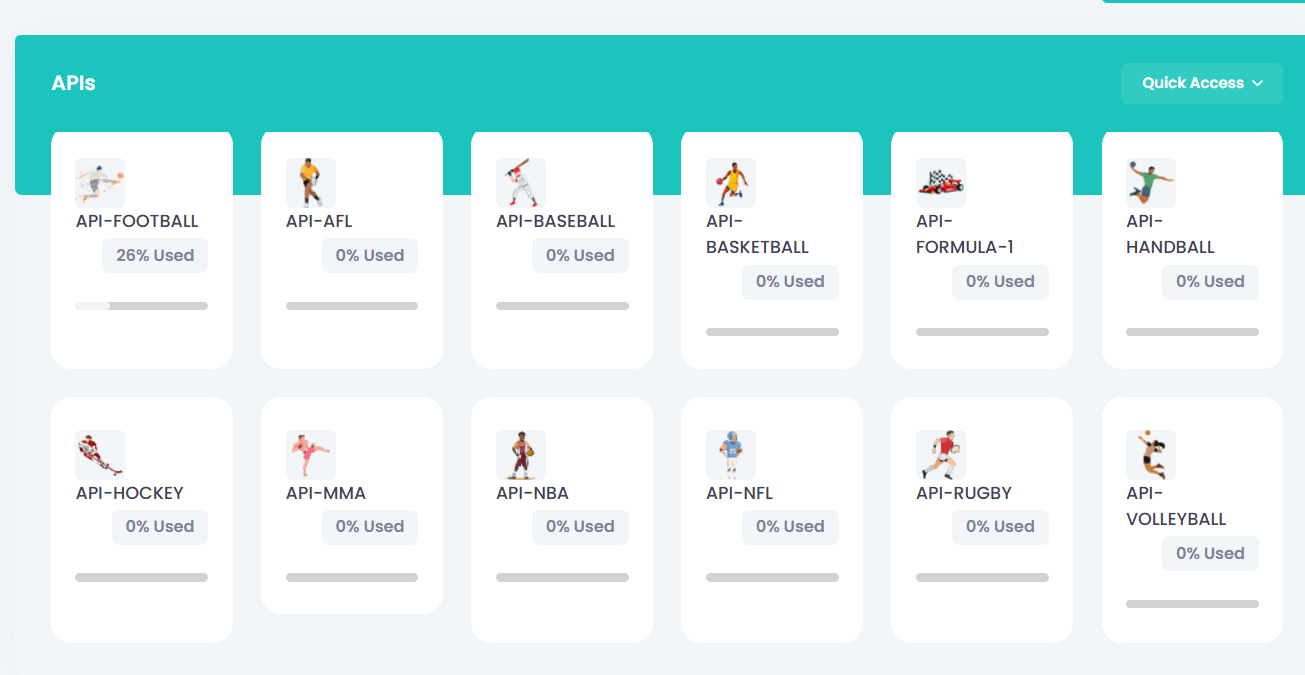 APIs
Quick Access
API-FOOTBALL
26% Used
API-AFL
0% Used
API-BASEBALL
0% Used
API-
BASKETBALL
0% Used
API-
FORMULA-1
0% Used
API-
HANDBALL
0% Used
API-HOCKEY
0% Used
API-MMA
0% Used
API-NBA
0% Used
API-NFL
0% Used
API-RUGBY
0% Used
API-
VOLLEYBALL
0% Used